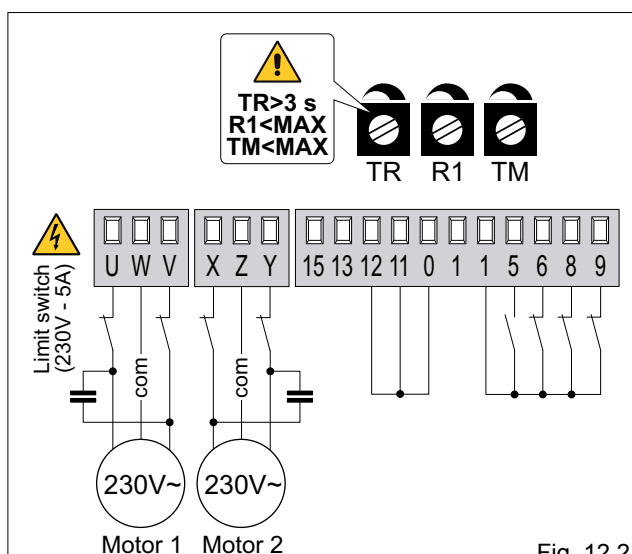 TR>3 s
R1<MAX
TM<MAX
TR R1 TM
U W V X Z Y 15 13 12 11 0 1 1 5 6 8 9
Limit switch
(230V - 5A)
com com
230V~ 230V~
Motor 1 Motor 2
Fig. 12.2